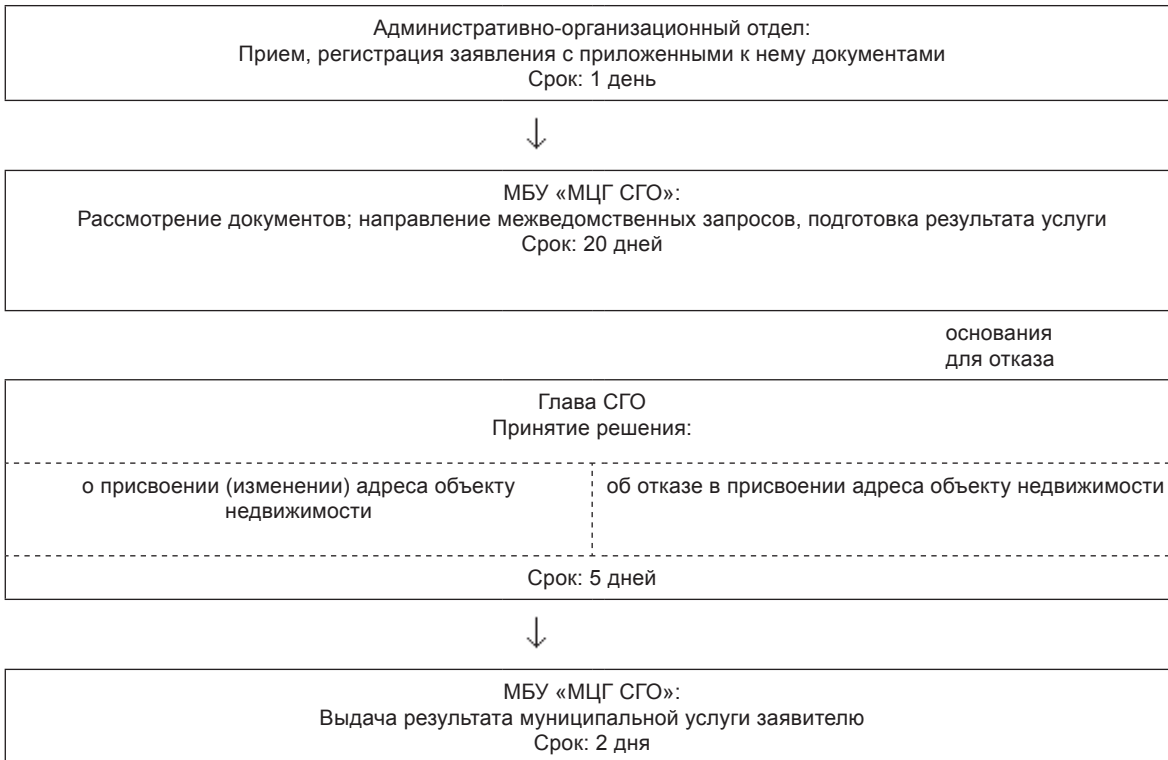 Административно-организационный отдел:
Прием, регистрация заявления с приложенными к нему документами
Срок: 1 день
МБУ «МЦГ СГО»:
Рассмотрение документов; направление межведомственных запросов, подготовка результата услуги
Срок: 20 дней
основания
для отказа
Глава СГО
Принятие решения:
о присвоении (изменении) адреса объекту
недвижимости
об отказе в присвоении адреса объекту недвижимости
Срок: 5 дней
МБУ «МЦГ СГО»:
Выдача результата муниципальной услуги заявителю
Срок: 2 дня